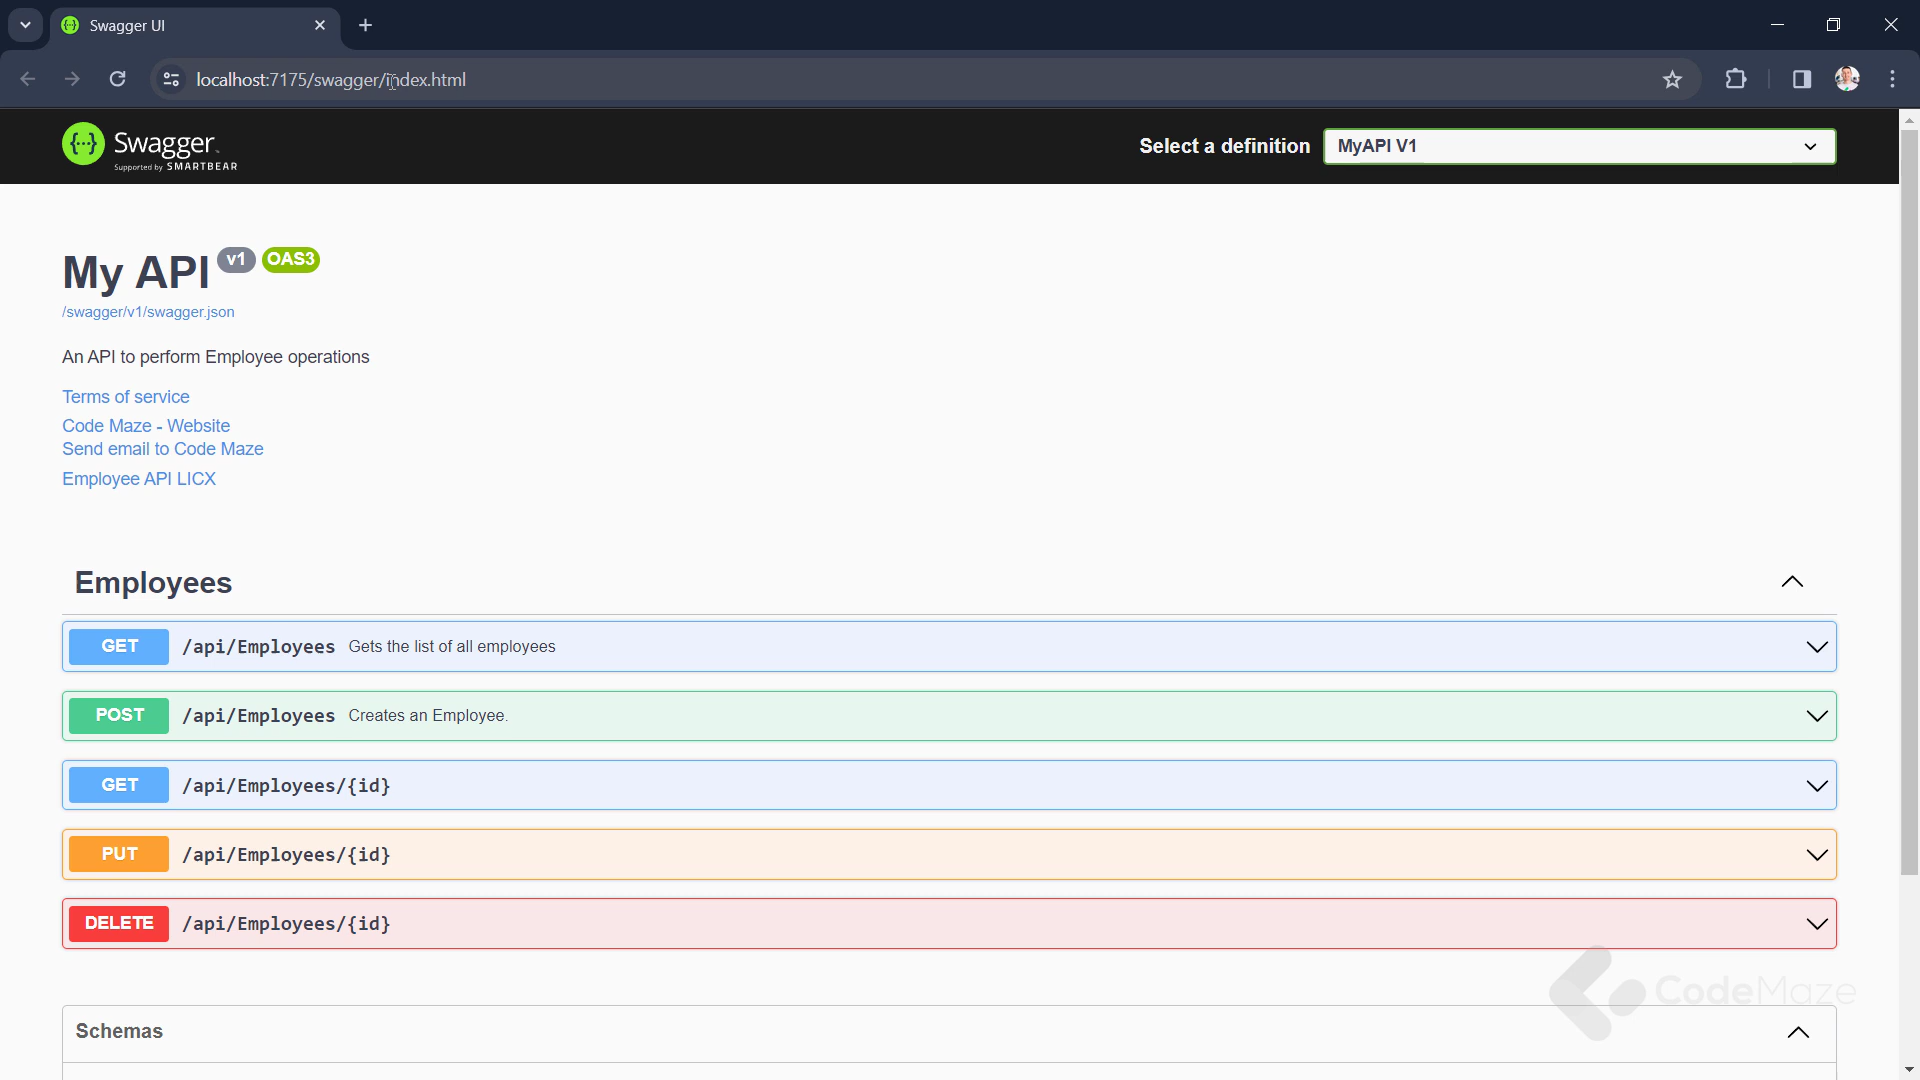 Swagger UI
localhost:7175/swagger/index.html
{···} Swagger.
Supported by SMARTBEAR
Select a definition
MyAPI V1
My API v1 OAS3
/swagger/v1/swagger.json
An API to perform Employee operations
Terms of service
Code Maze - Website
Send email to Code Maze
Employee API LICX
Employees
GET /api/Employees Gets the list of all employees
POST /api/Employees Creates an Employee.
GET /api/Employees/{id}
PUT /api/Employees/{id}
DELETE /api/Employees/{id}
CodeMaze
Schemas